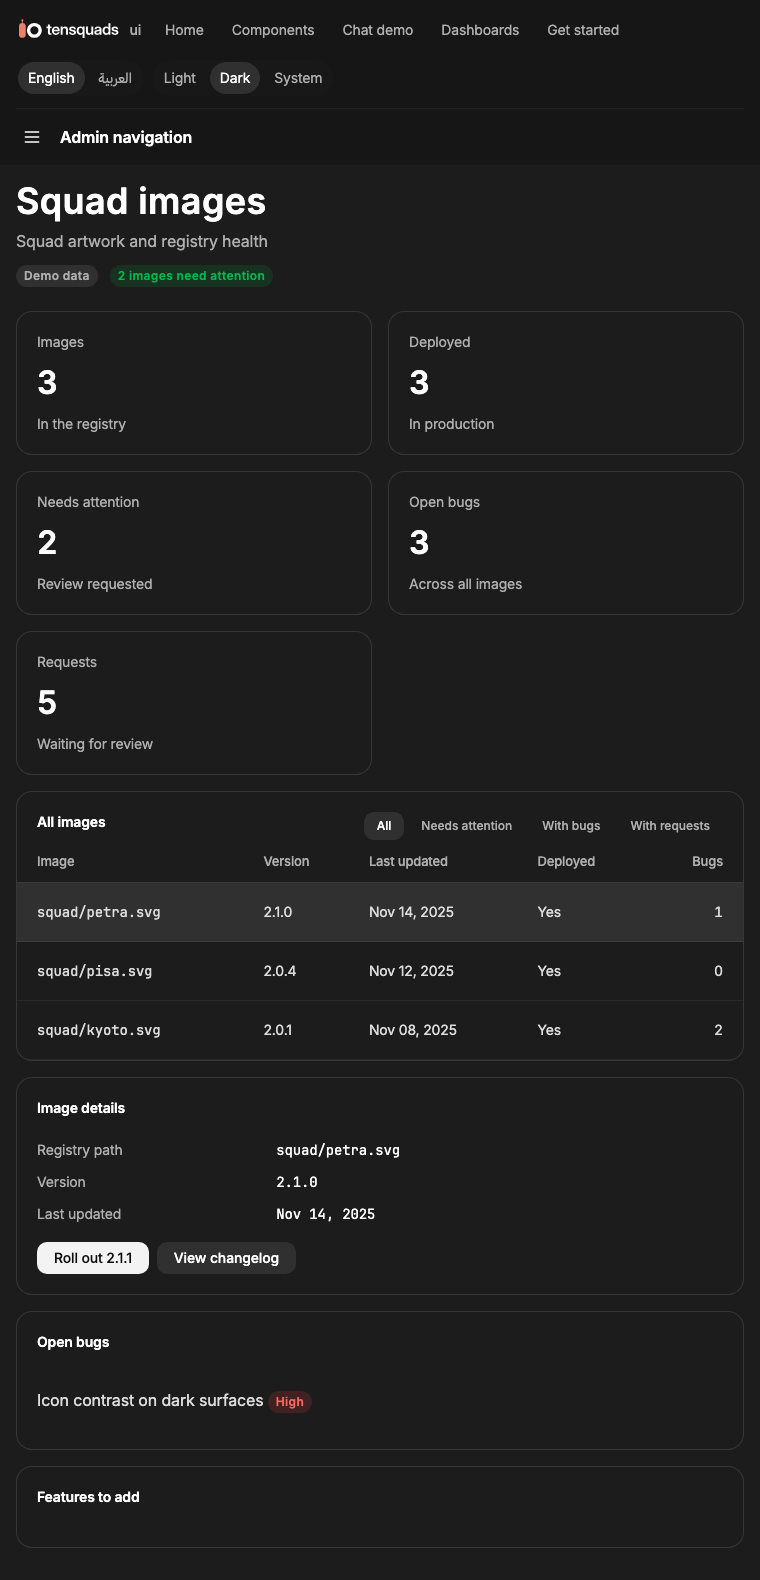 tensquads ui Home Components Chat demo Dashboards Get started
English العربية Light Dark System
Admin navigation
Squad images
Squad artwork and registry health
Demo data 2 images need attention
Images
3
In the registry
Deployed
3
In production
Needs attention
2
Review requested
Open bugs
3
Across all images
Requests
5
Waiting for review
All images All Needs attention With bugs With requests
Image Version Last updated Deployed Bugs
squad/petra.svg 2.1.0 Nov 14, 2025 Yes 1
squad/pisa.svg 2.0.4 Nov 12, 2025 Yes 0
squad/kyoto.svg 2.0.1 Nov 08, 2025 Yes 2
Image details
Registry path squad/petra.svg
Version 2.1.0
Last updated Nov 14, 2025
Roll out 2.1.1 View changelog
Open bugs
Icon contrast on dark surfaces High
Features to add